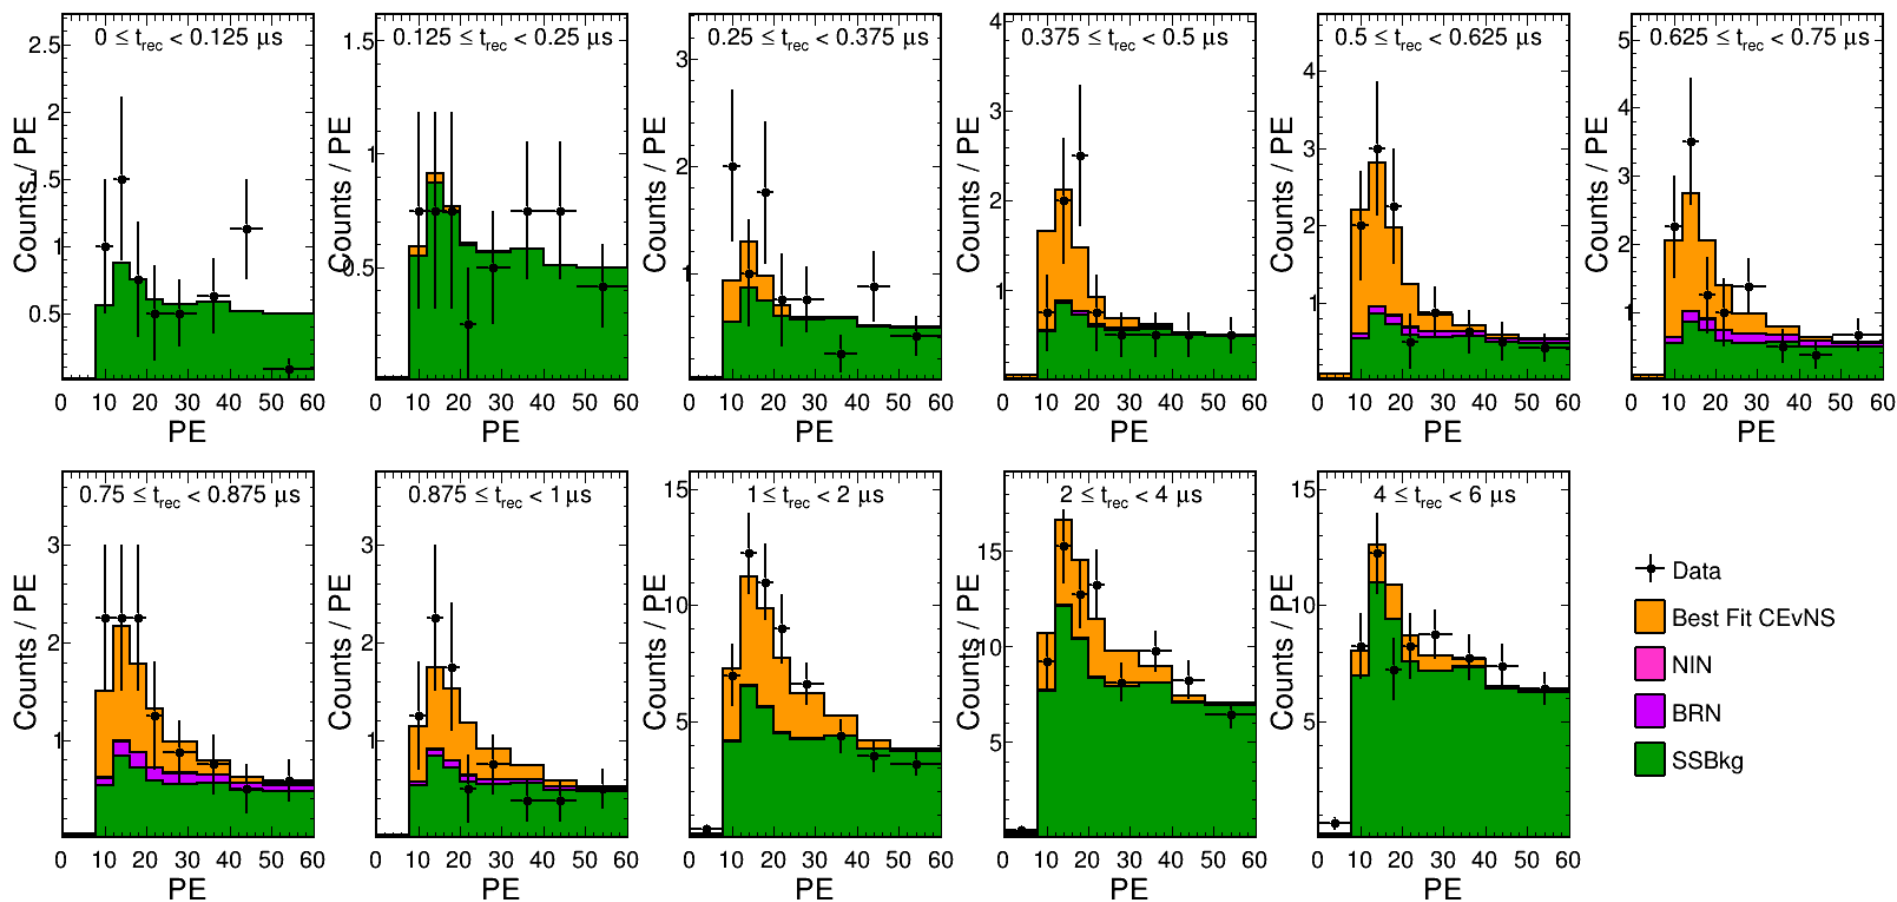 0 ≤ t_rec < 0.125 μs
Counts / PE
2.5
2
1.5
1
0.5
0 10 20 30 40 50 60
PE
0.125 ≤ t_rec < 0.25 μs
Counts / PE
1.5
1
0.5
0 10 20 30 40 50 60
PE
0.25 ≤ t_rec < 0.375 μs
Counts / PE
3
2
1
0 10 20 30 40 50 60
PE
0.375 ≤ t_rec < 0.5 μs
Counts / PE
4
3
2
1
0 10 20 30 40 50 60
PE
0.5 ≤ t_rec < 0.625 μs
Counts / PE
4
3
2
1
0 10 20 30 40 50 60
PE
0.625 ≤ t_rec < 0.75 μs
Counts / PE
5
4
3
2
1
0 10 20 30 40 50 60
PE
0.75 ≤ t_rec < 0.875 μs
Counts / PE
3
2
1
0 10 20 30 40 50 60
PE
0.875 ≤ t_rec < 1 μs
Counts / PE
3
2
1
0 10 20 30 40 50 60
PE
1 ≤ t_rec < 2 μs
Counts / PE
15
10
5
0 10 20 30 40 50 60
PE
2 ≤ t_rec < 4 μs
Counts / PE
15
10
5
0 10 20 30 40 50 60
PE
4 ≤ t_rec < 6 μs
Counts / PE
15
10
5
0 10 20 30 40 50 60
PE
Data
Best Fit CEvNS
NIN
BRN
SSBkg